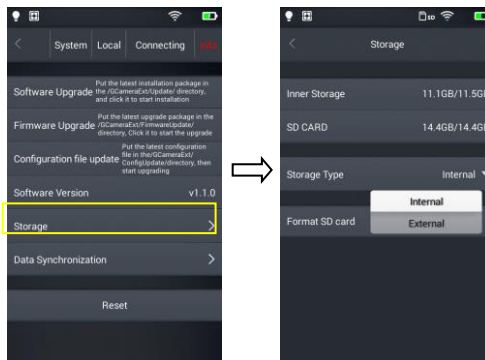 System Local Connecting
Software Upgrade
Put the latest installation package in
the /GCameraExt/Update/ directory,
and click it to start installation
Firmware Upgrade
Put the latest upgrade package in the
/GCameraExt/FirmwareUpdate/
directory, Click it to start the upgrade
Configuration file update
Put the latest configuration
file in the/GCameraExt/
ConfigUpdate/directory, then
start upgrading
Software Version v1.1.0
Storage
Data Synchronization
Reset
Storage
Inner Storage 11.1GB/11.5G
SD CARD 14.4GB/14.4G
Storage Type Internal
Internal
Format SD card
External